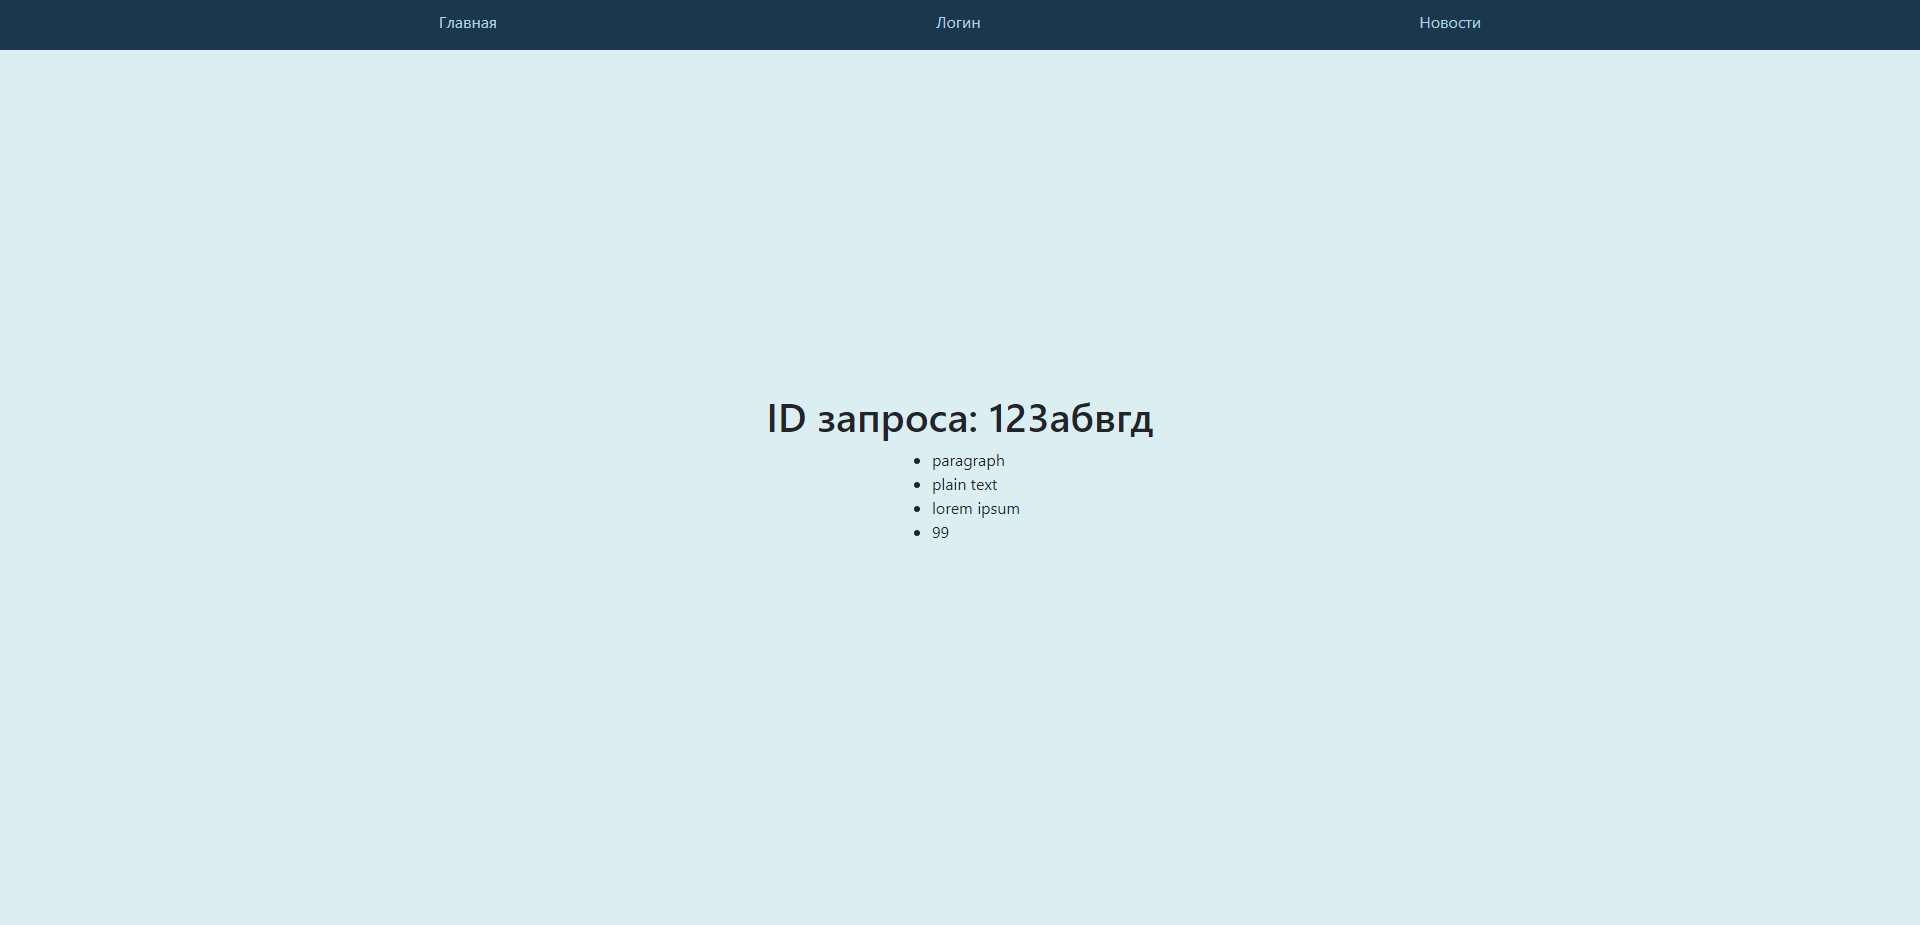 Главная Логин Новости
ID запроса: 123абвгд
paragraph
plain text
lorem ipsum
99